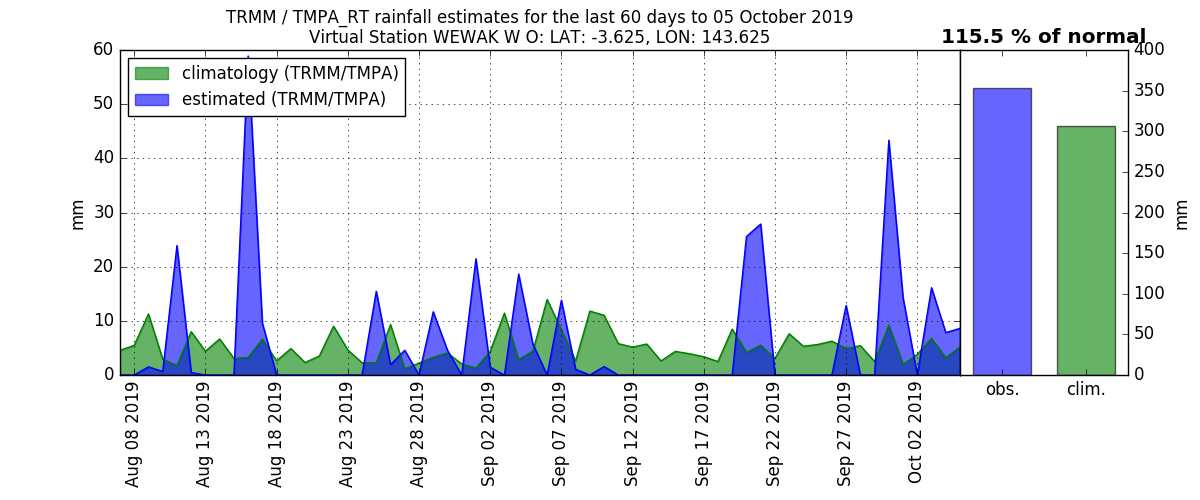 TRMM / TMPA_RT rainfall estimates for the last 60 days to 05 October 2019
Virtual Station WEWAK W O: LAT: -3.625, LON: 143.625
115.5 % of normal
climatology (TRMM/TMPA)
estimated (TRMM/TMPA)
60
50
40
30
20
10
0
mm
400
350
300
250
200
150
100
50
0
mm
obs.
clim.
Aug 08 2019
Aug 13 2019
Aug 18 2019
Aug 23 2019
Aug 28 2019
Sep 02 2019
Sep 07 2019
Sep 12 2019
Sep 17 2019
Sep 22 2019
Sep 27 2019
Oct 02 2019